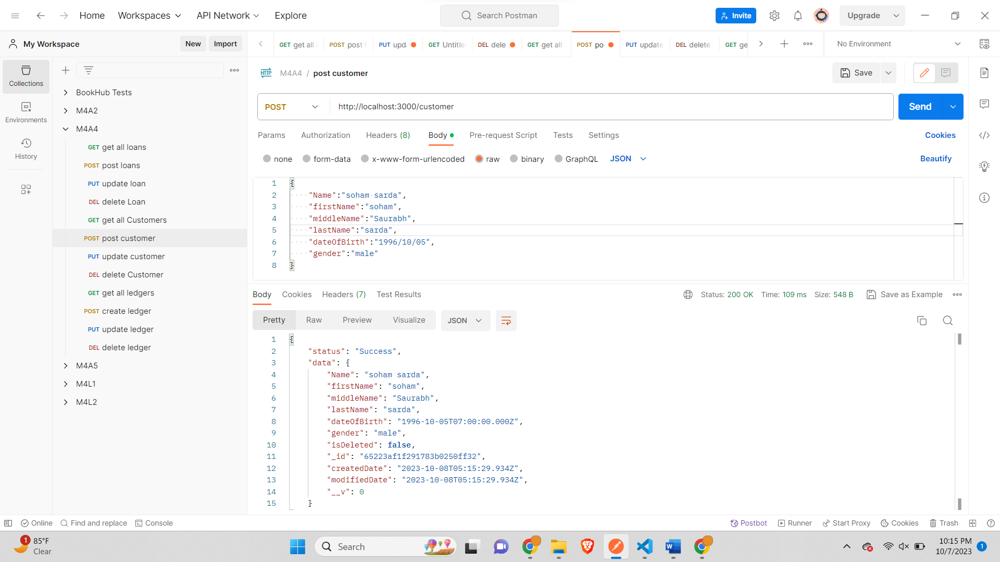 Home Workspaces API Network Explore Search Postman Invite Upgrade
My Workspace New Import GET get all POST post PUT upd DEL dele GET Untitle GET get all POST po PUT update DEL delete GET ge No Environment
Collections
Environments
History
BookHub Tests
M4A2
M4A4
GET get all loans
POST post loans
PUT update loan
DEL delete Loan
GET get all Customers
POST post customer
PUT update customer
DEL delete Customer
GET get all ledgers
POST create ledger
PUT update ledger
DEL delete ledger
M4A5
M4L1
M4L2
HTTP M4A4 / post customer Save
POST http://localhost:3000/customer Send
Params Authorization Headers (8) Body Pre-request Script Tests Settings Cookies
none form-data x-www-form-urlencoded raw binary GraphQL JSON Beautify
1 {
2 "Name":"soham sarda",
3 "firstName":"soham",
4 "middleName":"Saurabh",
5 "lastName":"sarda",
6 "dateOfBirth":"1996/10/05",
7 "gender":"male"
8 }
Body Cookies Headers (7) Test Results Status: 200 OK Time: 109 ms Size: 548 B Save as Example
Pretty Raw Preview Visualize JSON
1 {
2 "status": "Success",
3 "data": {
4 "Name": "soham sarda",
5 "firstName": "soham",
6 "middleName": "Saurabh",
7 "lastName": "sarda",
8 "dateOfBirth": "1996-10-05T07:00:00.000Z",
9 "gender": "male",
10 "isDeleted": false,
11 "_id": "65223af1f291783b0250ff32",
12 "createdDate": "2023-10-08T05:15:29.934Z",
13 "modifiedDate": "2023-10-08T05:15:29.934Z",
14 "__v": 0
15 }
Online Find and replace Console Postbot Runner Start Proxy Cookies Trash
1 85°F
Clear
Search
10:15 PM
10/7/2023
1